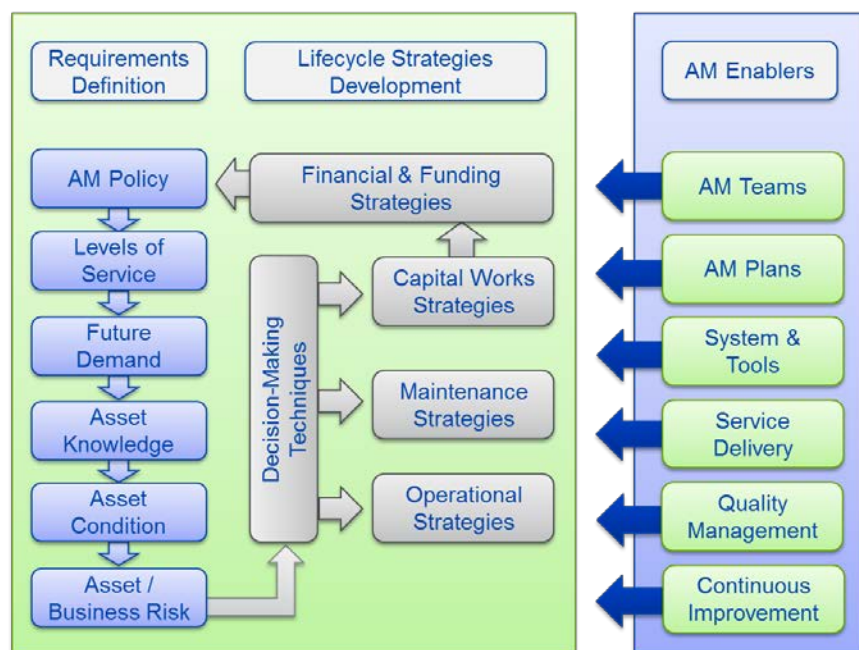 Requirements
Definition
Lifecycle Strategies
Development
AM Enablers
AM Policy
Levels of
Service
Future
Demand
Asset
Knowledge
Asset
Condition
Asset /
Business Risk
Financial & Funding
Strategies
Decision-Making
Techniques
Capital Works
Strategies
Maintenance
Strategies
Operational
Strategies
AM Teams
AM Plans
System &
Tools
Service
Delivery
Quality
Management
Continuous
Improvement